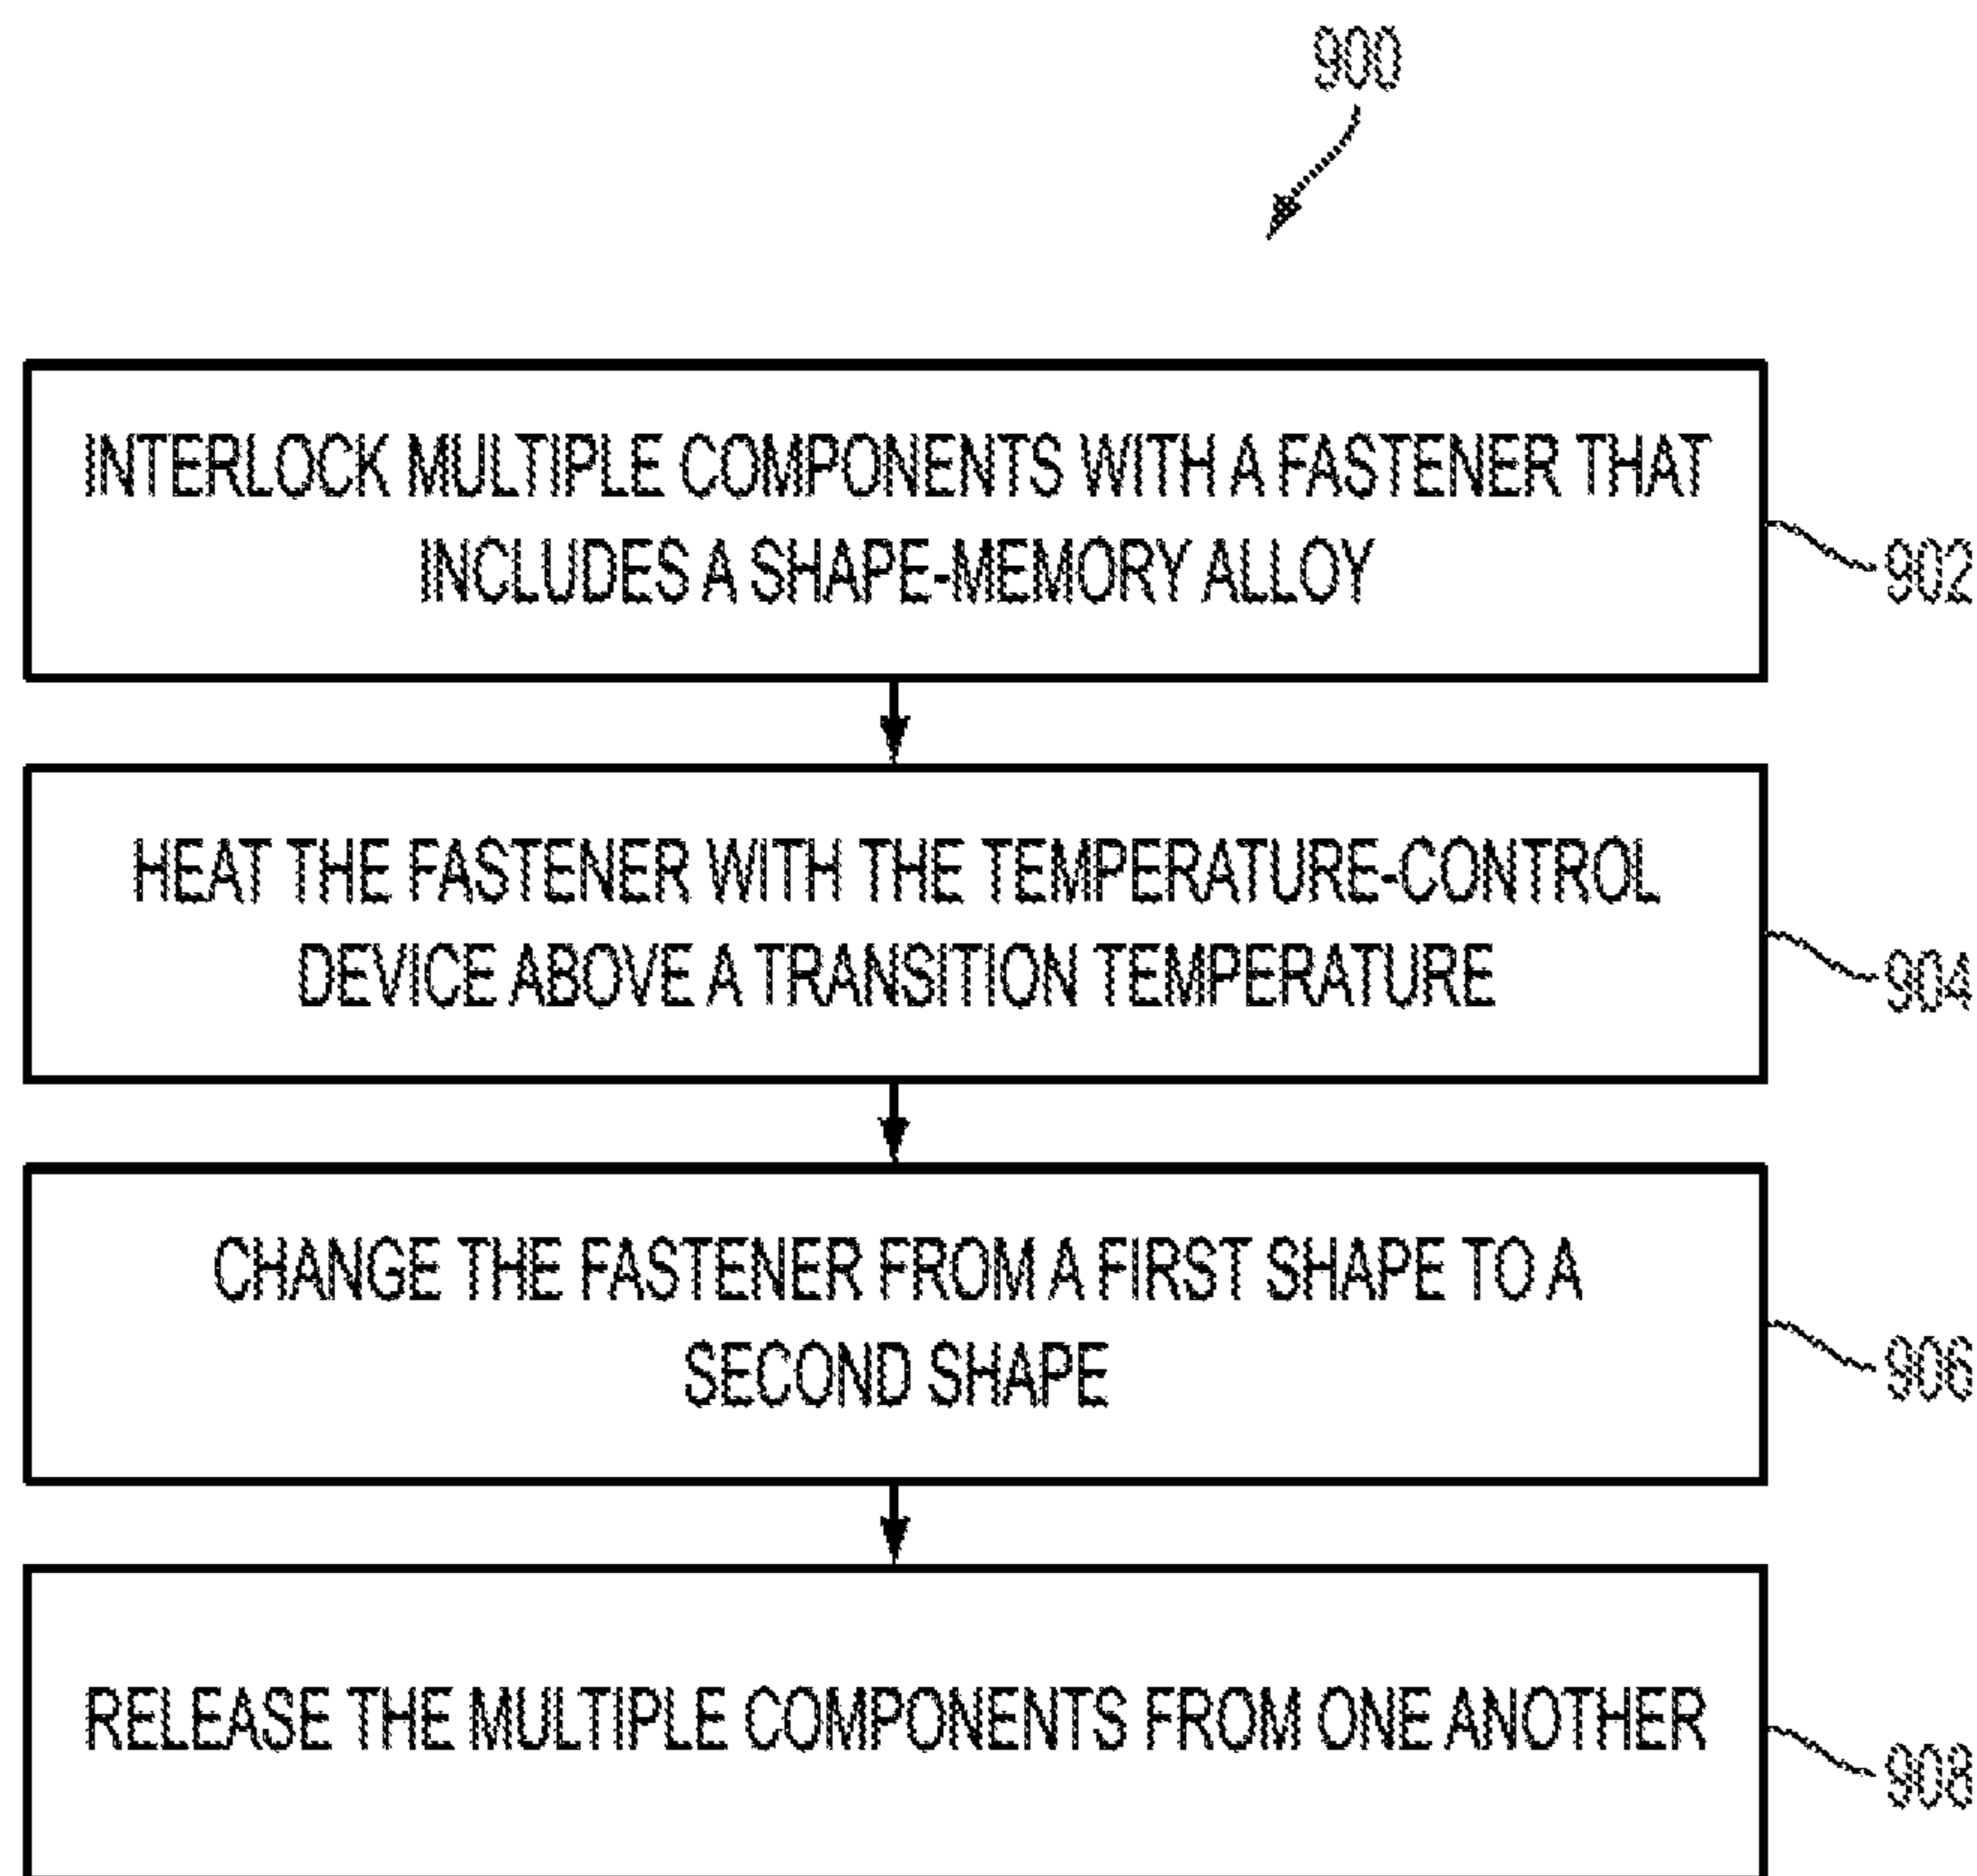 900
INTERLOCK MULTIPLE COMPONENTS WITH A FASTENER THAT
INCLUDES A SHAPE-MEMORY ALLOY
902
HEAT THE FASTENER WITH THE TEMPERATURE-CONTROL
DEVICE ABOVE A TRANSITION TEMPERATURE
904
CHANGE THE FASTENER FROM A FIRST SHAPE TO A
SECOND SHAPE
906
RELEASE THE MULTIPLE COMPONENTS FROM ONE ANOTHER
908